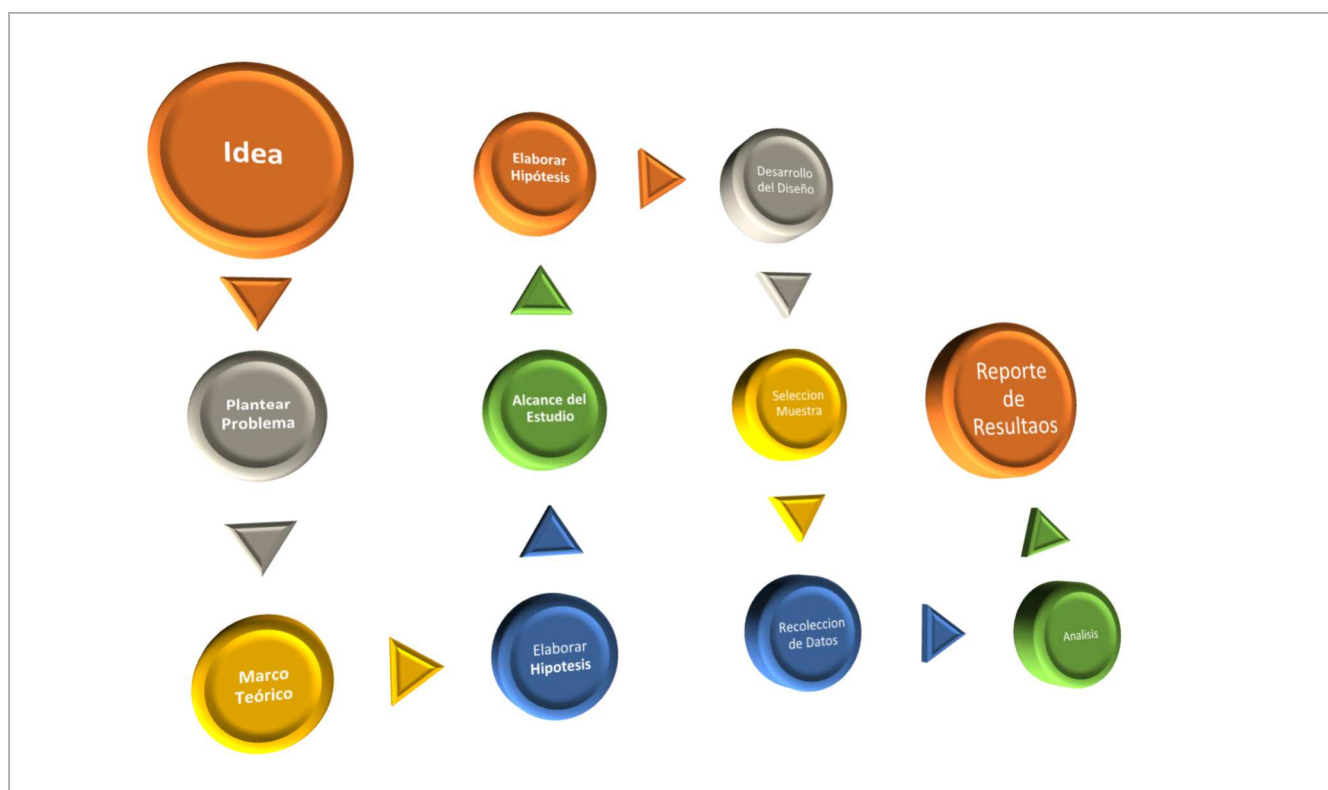 Idea
Plantear
Problema
Marco
Teórico
Elaborar
Hipotesis
Alcance del
Estudio
Elaborar
Hipótesis
Desarrollo
del Diseño
Seleccion
Muestra
Recoleccion
de Datos
Analisis
Reporte
de
Resultaos